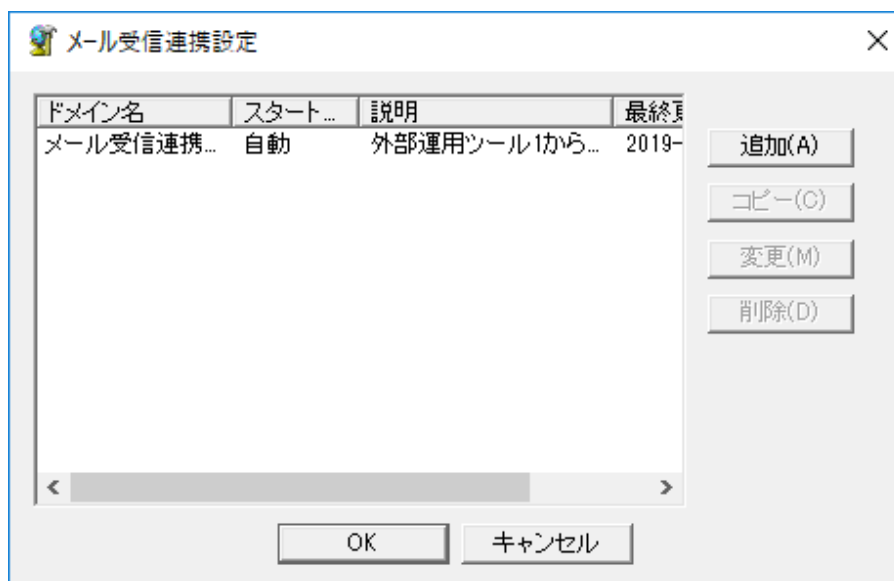 メール受信連携設定
ドメイン名 スタート... 説明 最終更
メール受信連携... 自動 外部運用ツール1から... 2019-
追加(A)
コピー(C)
変更(M)
削除(D)
OK キャンセル